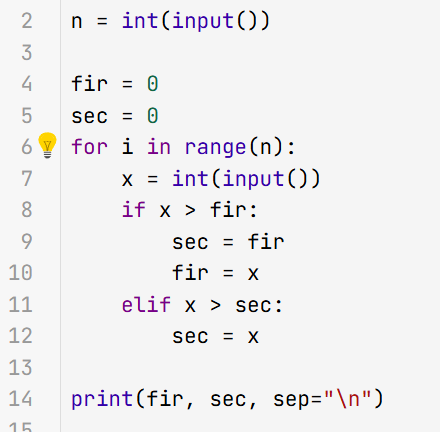 2 n = int(input())
3
4 fir = 0
5 sec = 0
6 for i in range(n):
7     x = int(input())
8     if x > fir:
9         sec = fir
10         fir = x
11     elif x > sec:
12         sec = x
13
14 print(fir, sec, sep="\n")
15